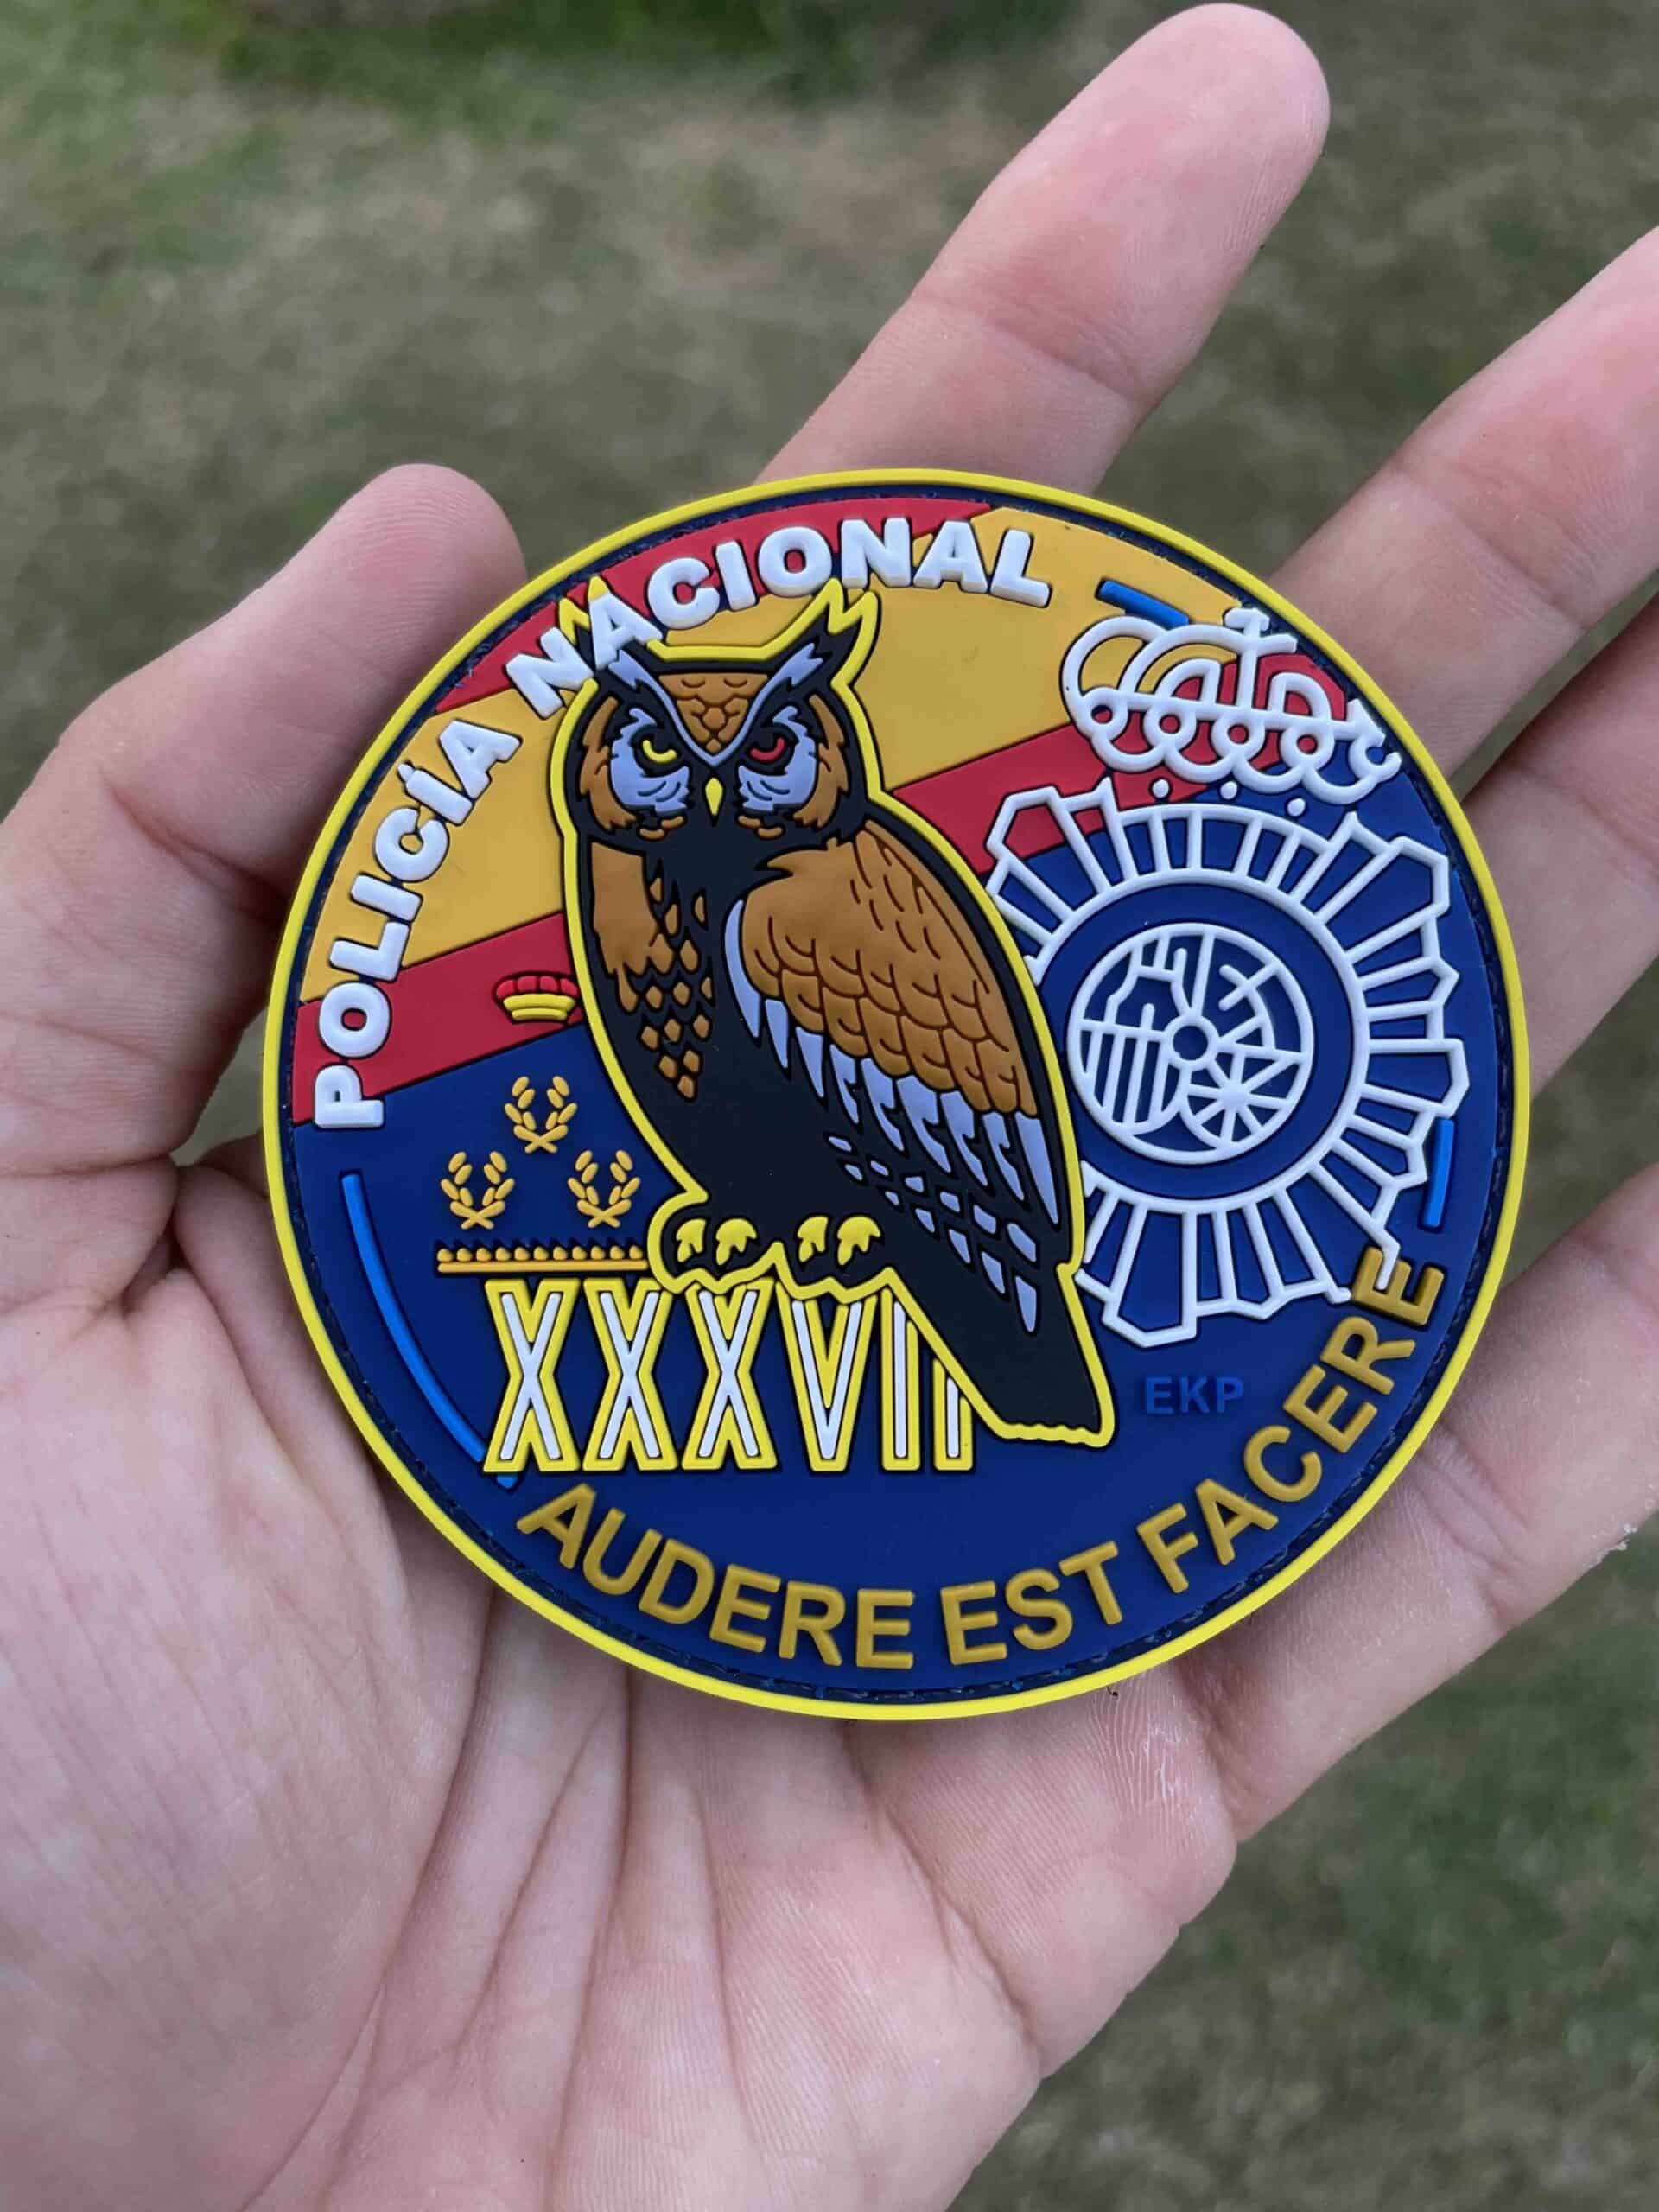 POLICÍA NACIONAL
XXXVII
EKP
AUDERE EST FACERE